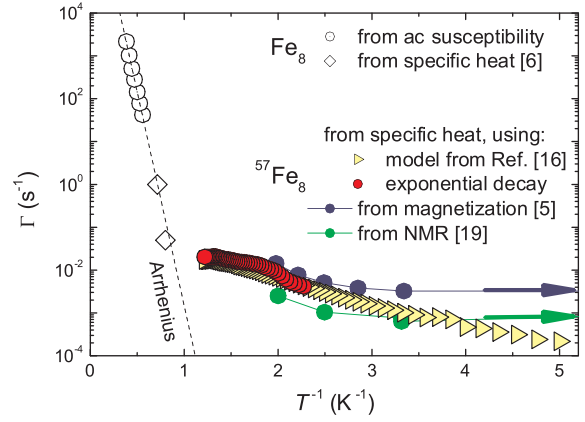 Fe8
from ac susceptibility
from specific heat [6]
from specific heat, using:
57Fe8
model from Ref. [16]
exponential decay
from magnetization [5]
from NMR [19]
Arrhenius
Γ (s-1)
10^4
10^2
10^0
10^-2
10^-4
0 1 2 3 4 5
T-1 (K-1)